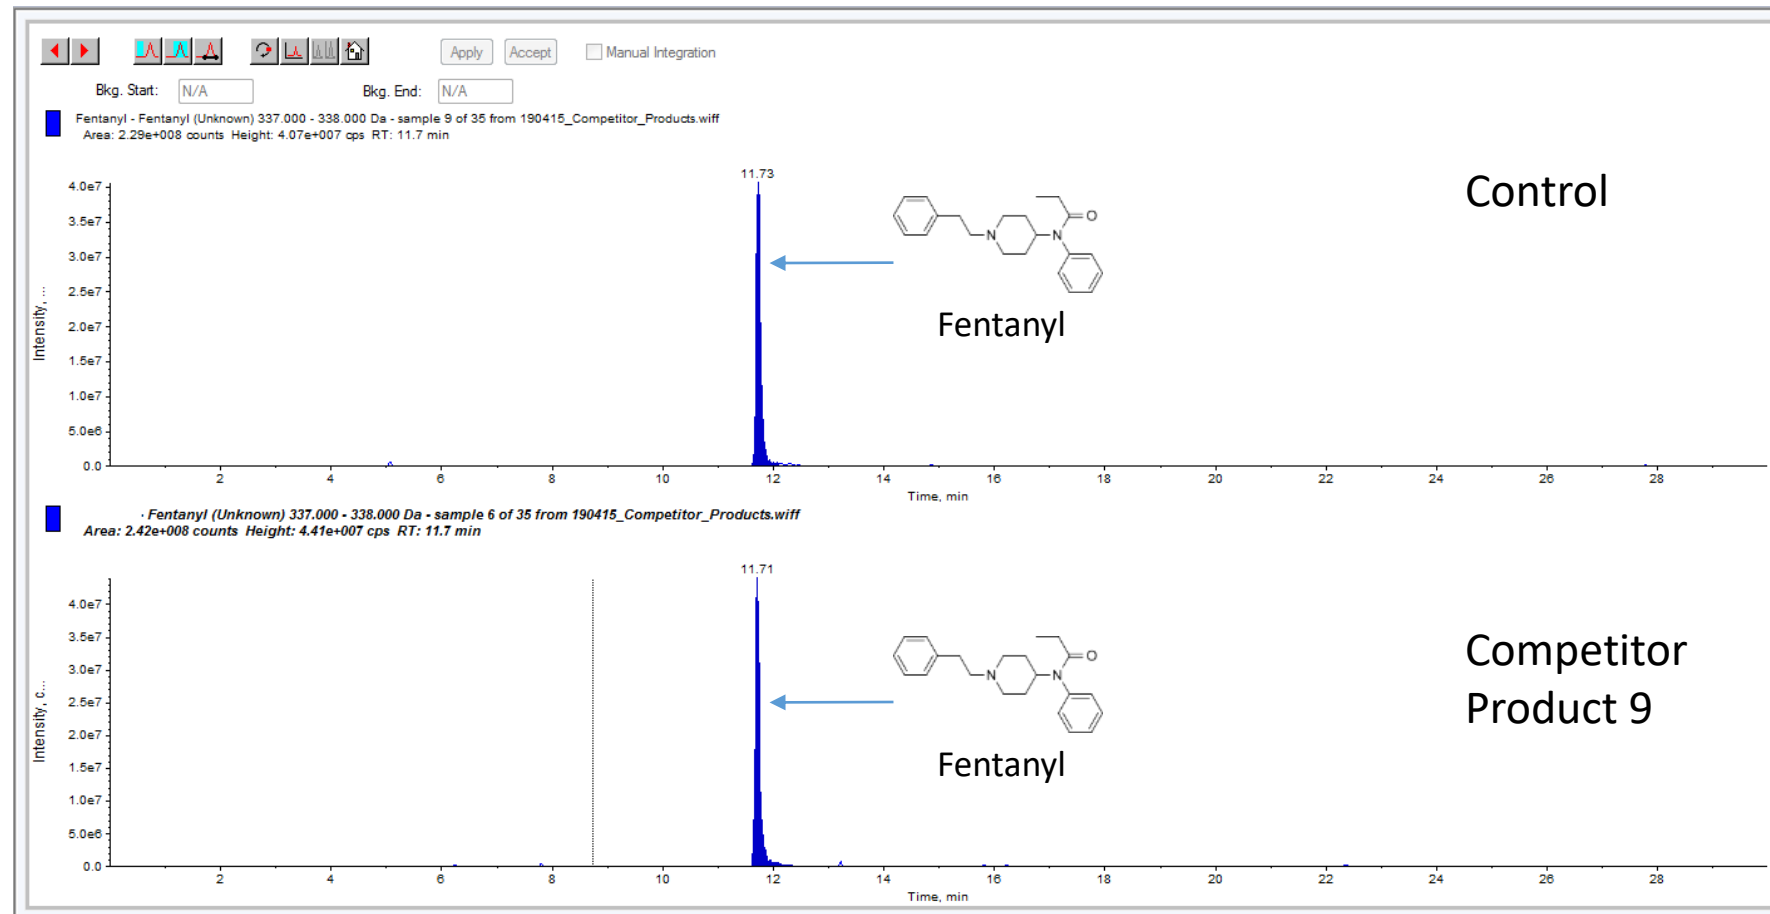 Apply Accept Manual Integration
Bkg. Start: N/A Bkg. End: N/A
Fentanyl - Fentanyl (Unknown) 337.000 - 338.000 Da - sample 9 of 35 from 190415_Competitor_Products.wiff
Area: 2.29e+008 counts Height: 4.07e+007 cps RT: 11.7 min
Control
11.73
4.0e7
3.5e7
3.0e7
2.5e7
2.0e7
1.5e7
1.0e7
5.0e6
0.0
Intensity, ...
N
N
O
Fentanyl
2 4 6 8 10 12 14 16 18 20 22 24 26 28
Time, min
· Fentanyl (Unknown) 337.000 - 338.000 Da - sample 6 of 35 from 190415_Competitor_Products.wiff
Area: 2.42e+008 counts Height: 4.41e+007 cps RT: 11.7 min
11.71
4.0e7
3.5e7
3.0e7
2.5e7
2.0e7
1.5e7
1.0e7
5.0e6
0.0
Intensity, c...
N
N
O
Fentanyl
Competitor
Product 9
2 4 6 8 10 12 14 16 18 20 22 24 26 28
Time, min